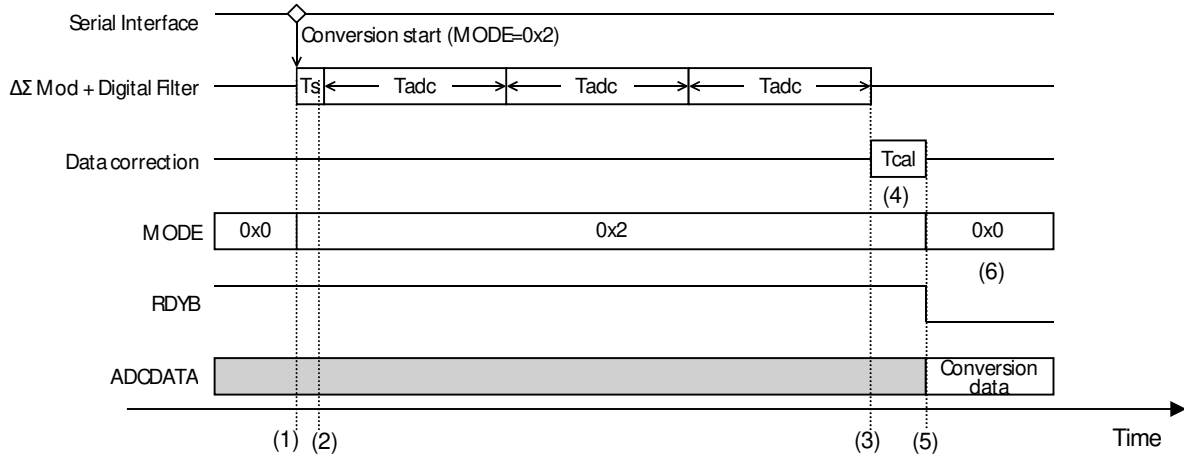 Serial Interface
Conversion start (MODE=0x2)
ΔΣ Mod + Digital Filter
Ts
Tadc
Tadc
Tadc
Data correction
Tcal
(4)
MODE
0x0
0x2
0x0
(6)
RDYB
ADCDATA
Conversion
data
(1)
(2)
(3)
(5)
Time